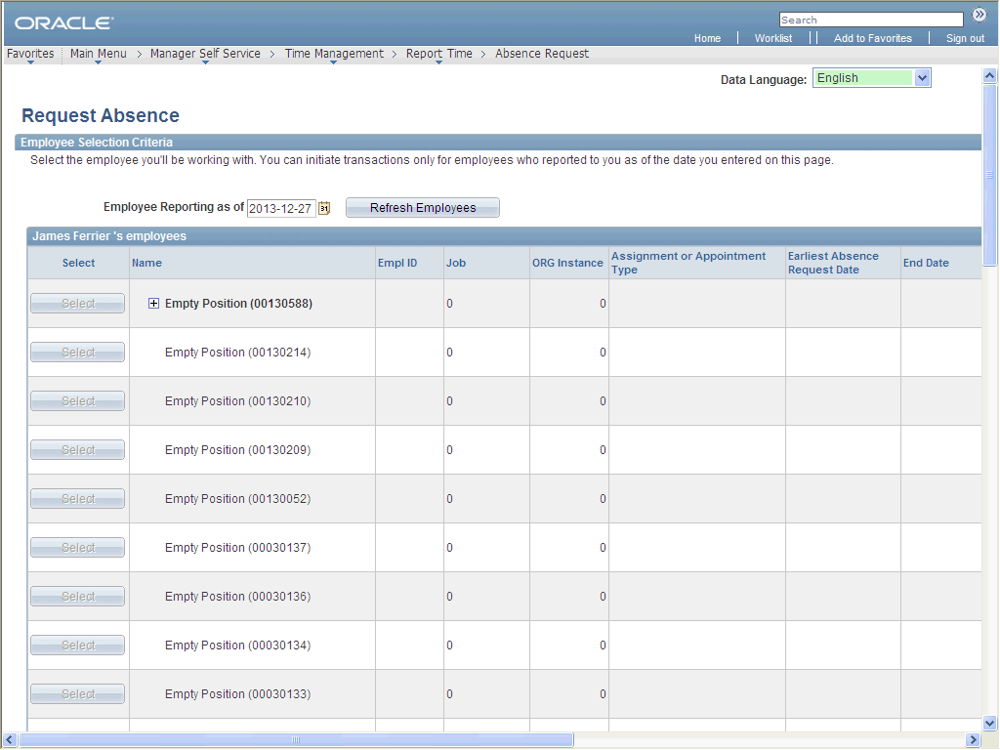 ORACLE®
Search
Home Worklist Add to Favorites Sign out
Favorites Main Menu > Manager Self Service > Time Management > Report Time > Absence Request
Data Language: English
Request Absence
Employee Selection Criteria
Select the employee you'll be working with. You can initiate transactions only for employees who reported to you as of the date you entered on this page.
Employee Reporting as of 2013-12-27 31 Refresh Employees
James Ferrier 's employees
Select Name Empl ID Job ORG Instance Assignment or Appointment Type Earliest Absence Request Date End Date
Select Empty Position (00130588) 0 0
Select Empty Position (00130214) 0 0
Select Empty Position (00130210) 0 0
Select Empty Position (00130209) 0 0
Select Empty Position (00130052) 0 0
Select Empty Position (00030137) 0 0
Select Empty Position (00030136) 0 0
Select Empty Position (00030134) 0 0
Select Empty Position (00030133) 0 0